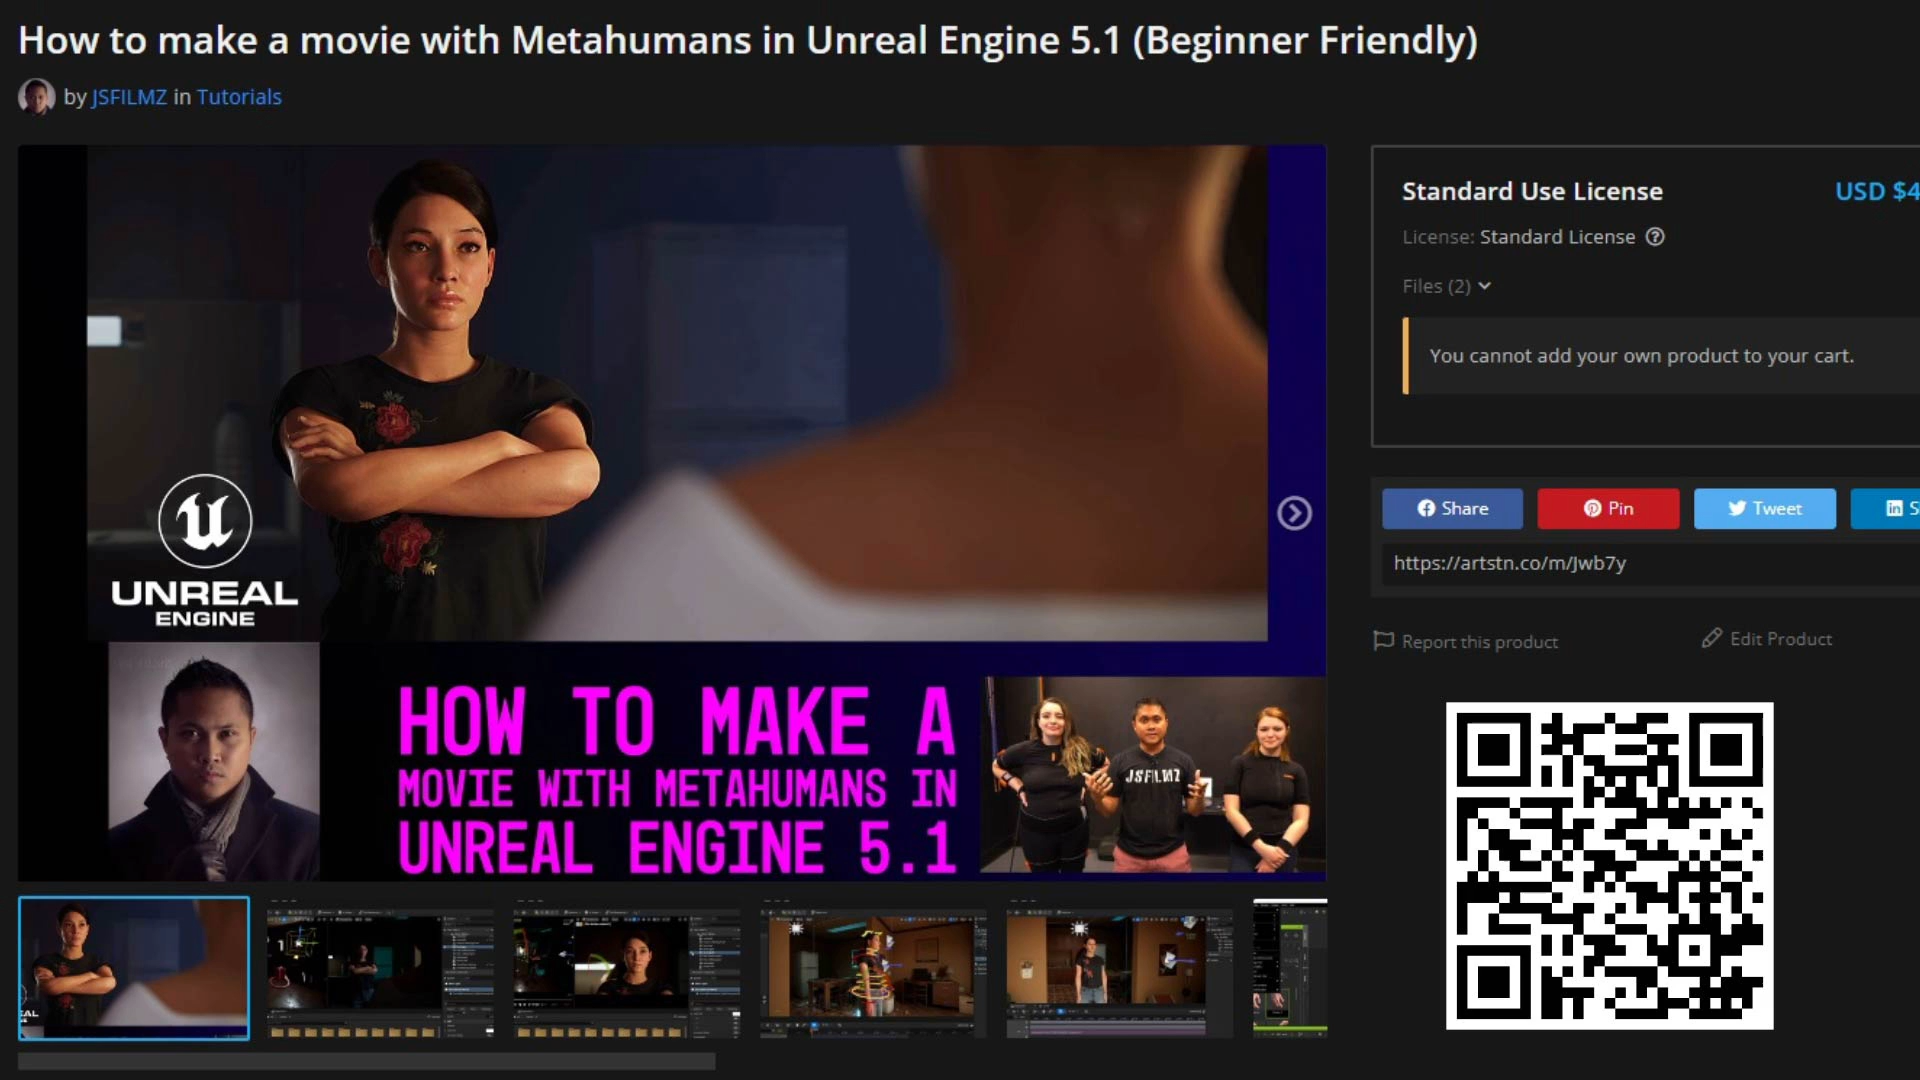 How to make a movie with Metahumans in Unreal Engine 5.1 (Beginner Friendly)
by JSFILMZ in Tutorials
UNREAL
ENGINE
HOW TO MAKE A
MOVIE WITH METAHUMANS IN
UNREAL ENGINE 5.1
JSFILMZ
Standard Use License
USD $4
License: Standard License
Files (2)
You cannot add your own product to your cart.
Share
Pin
Tweet
S
https://artstn.co/m/Jwb7y
Report this product
Edit Product